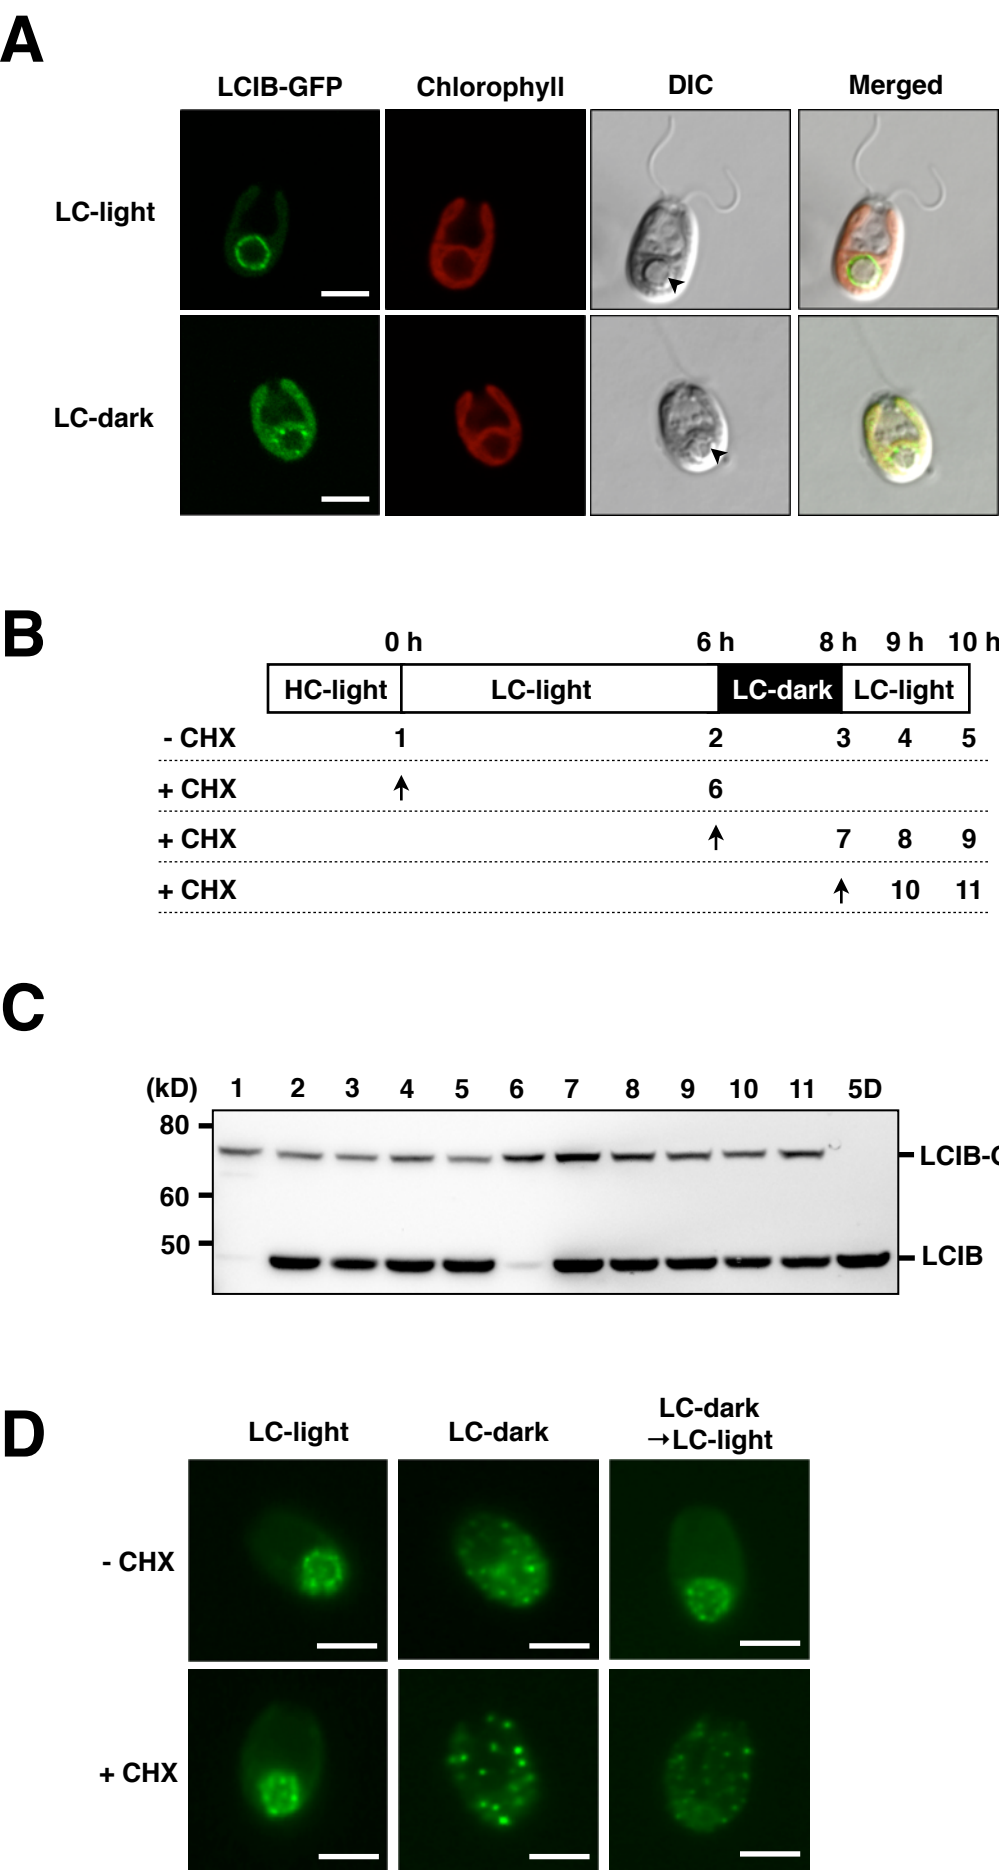 A
LCIB-GFP Chlorophyll DIC Merged
LC-light
LC-dark
B
0 h 6 h 8 h 9 h 10 h
HC-light LC-light LC-dark LC-light
- CHX 1 2 3 4 5
+ CHX 6
+ CHX 7 8 9
+ CHX 10 11
C
(kD) 1 2 3 4 5 6 7 8 9 10 11 5D
80
LCIB-G
60
50
LCIB
D
LC-light LC-dark LC-dark
→LC-light
- CHX
+ CHX